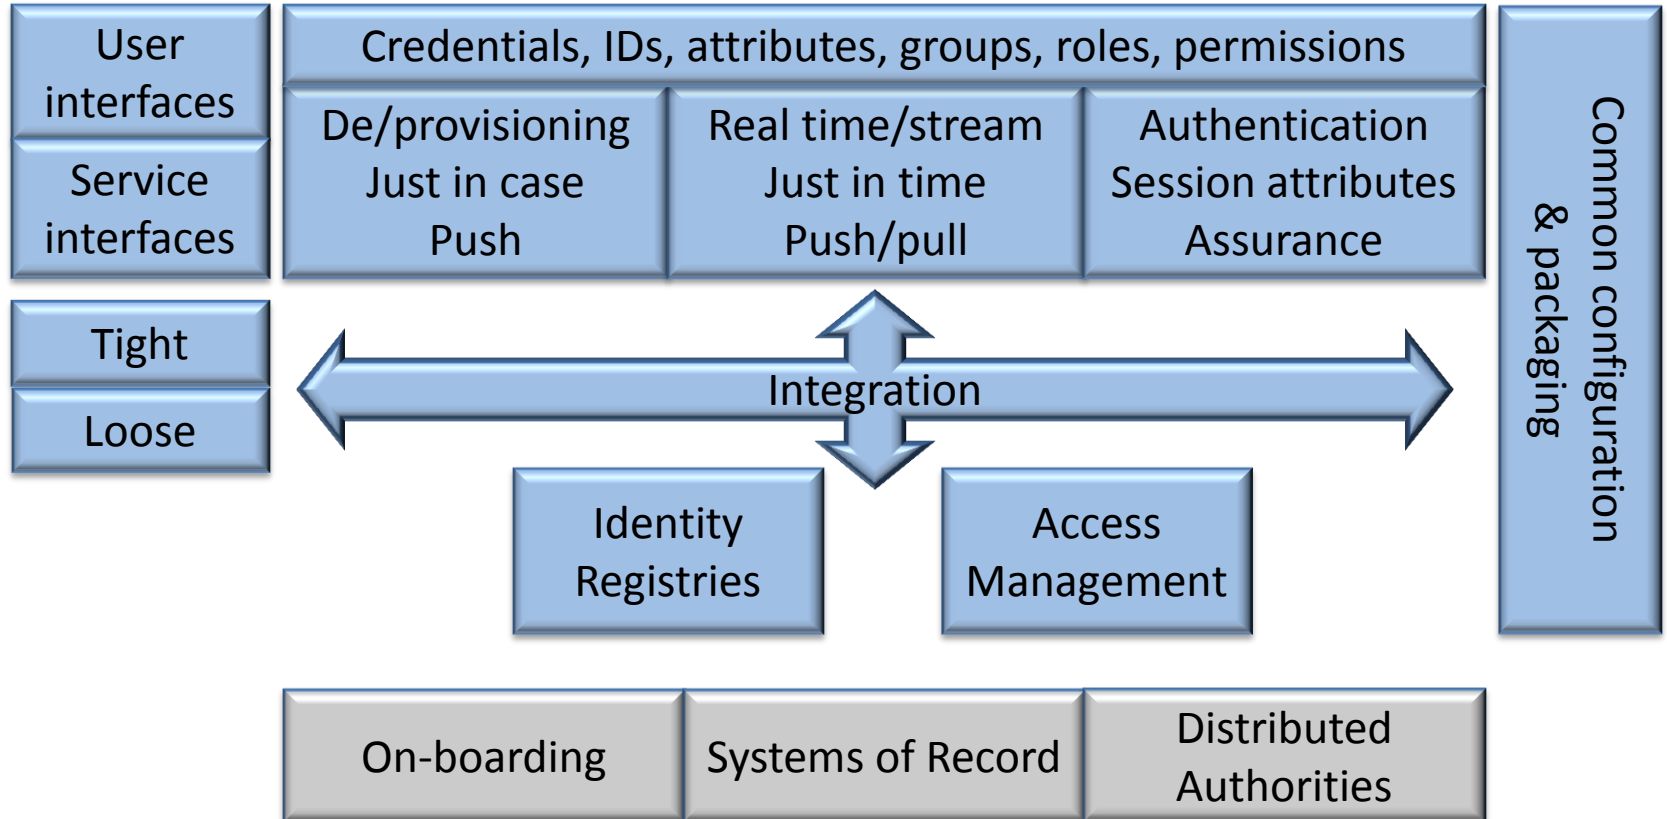 User
interfaces
Service
interfaces
Credentials, IDs, attributes, groups, roles, permissions
De/provisioning
Just in case
Push
Real time/stream
Just in time
Push/pull
Authentication
Session attributes
Assurance
Common configuration
& packaging
Tight
Loose
Integration
Identity
Registries
Access
Management
On-boarding
Systems of Record
Distributed
Authorities